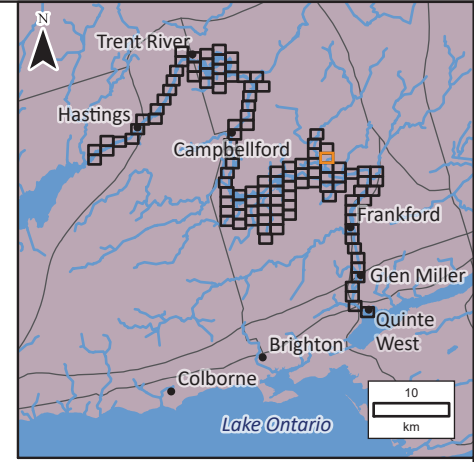 N
Trent River
Hastings
Campbellford
Frankford
Glen Miller
Quinte
West
Brighton
Colborne
Lake Ontario
10
km